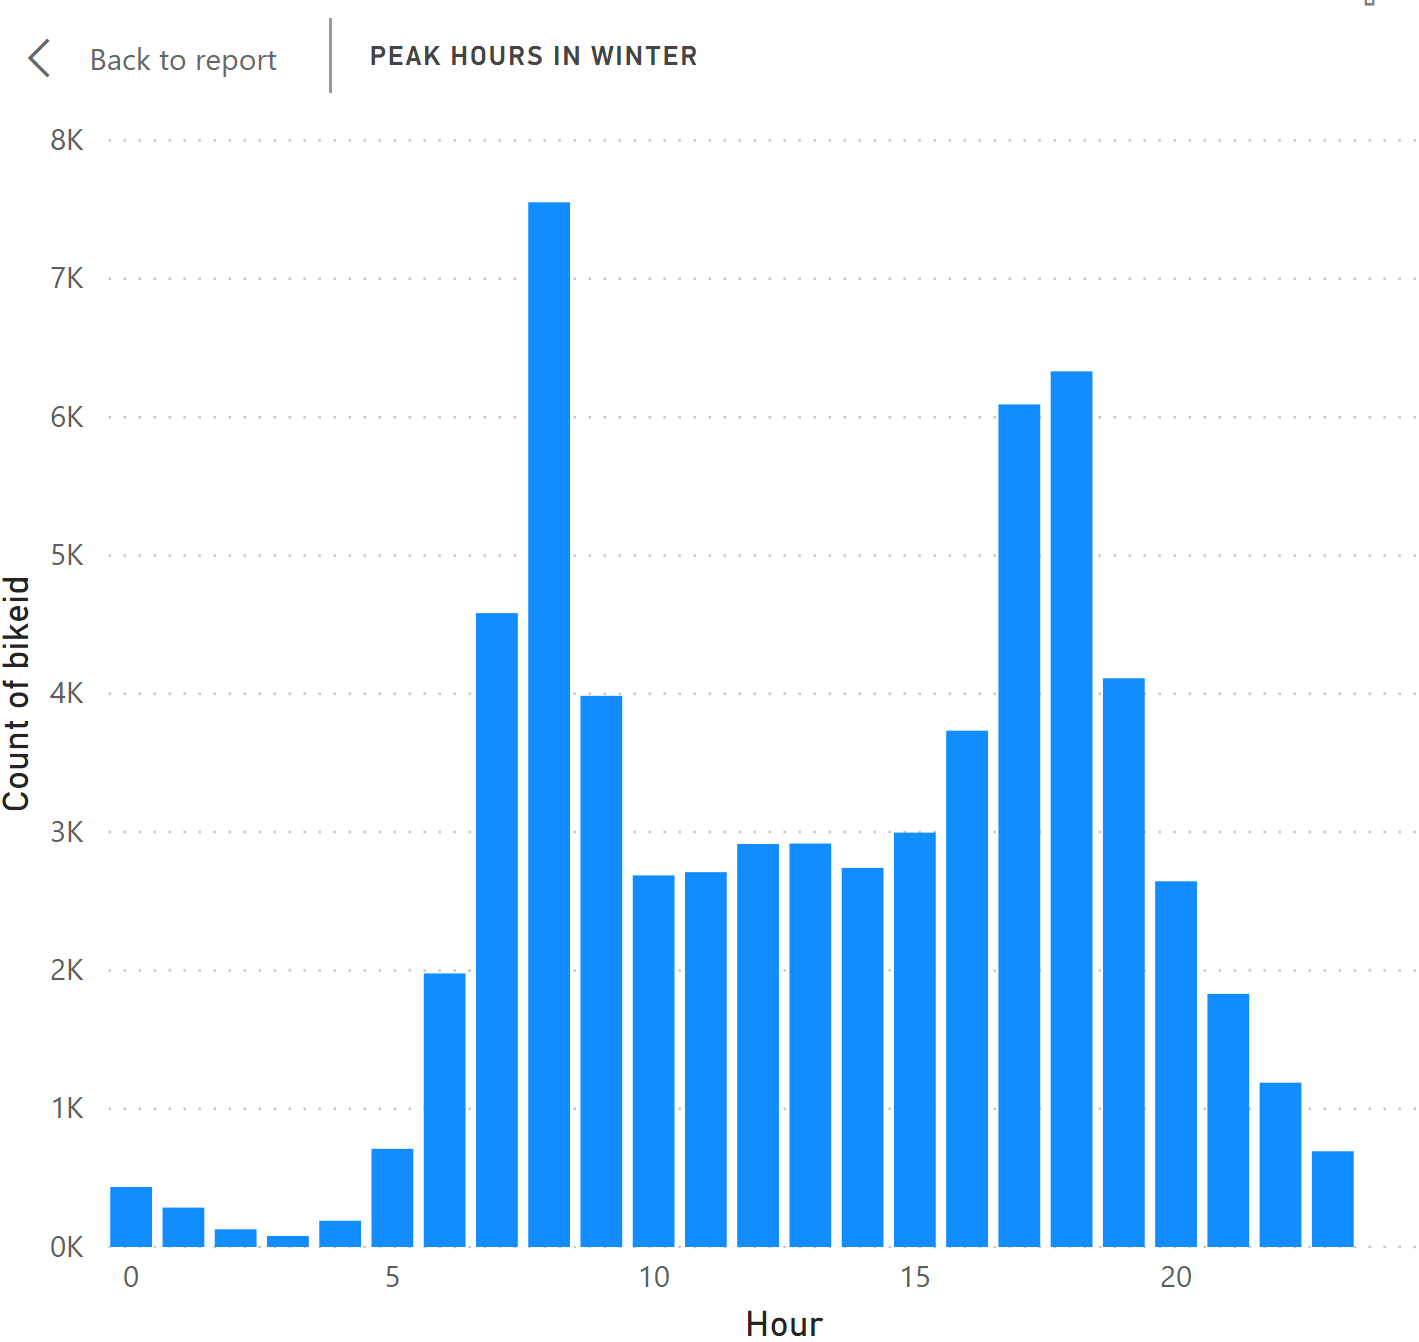 Back to report
PEAK HOURS IN WINTER
8K
7K
6K
5K
4K
3K
2K
1K
0K
Count of bikeid
0 5 10 15 20
Hour